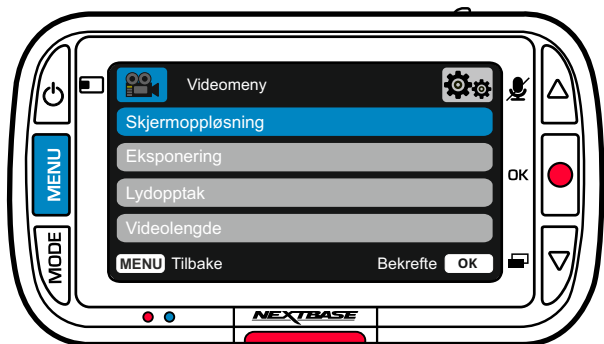 Videomeny
Skjermoppløsning
Eksponering
Lydopptak
Videolengde
MENU Tilbake Bekrefte OK
MENU
MODE
OK
NEXTBASE